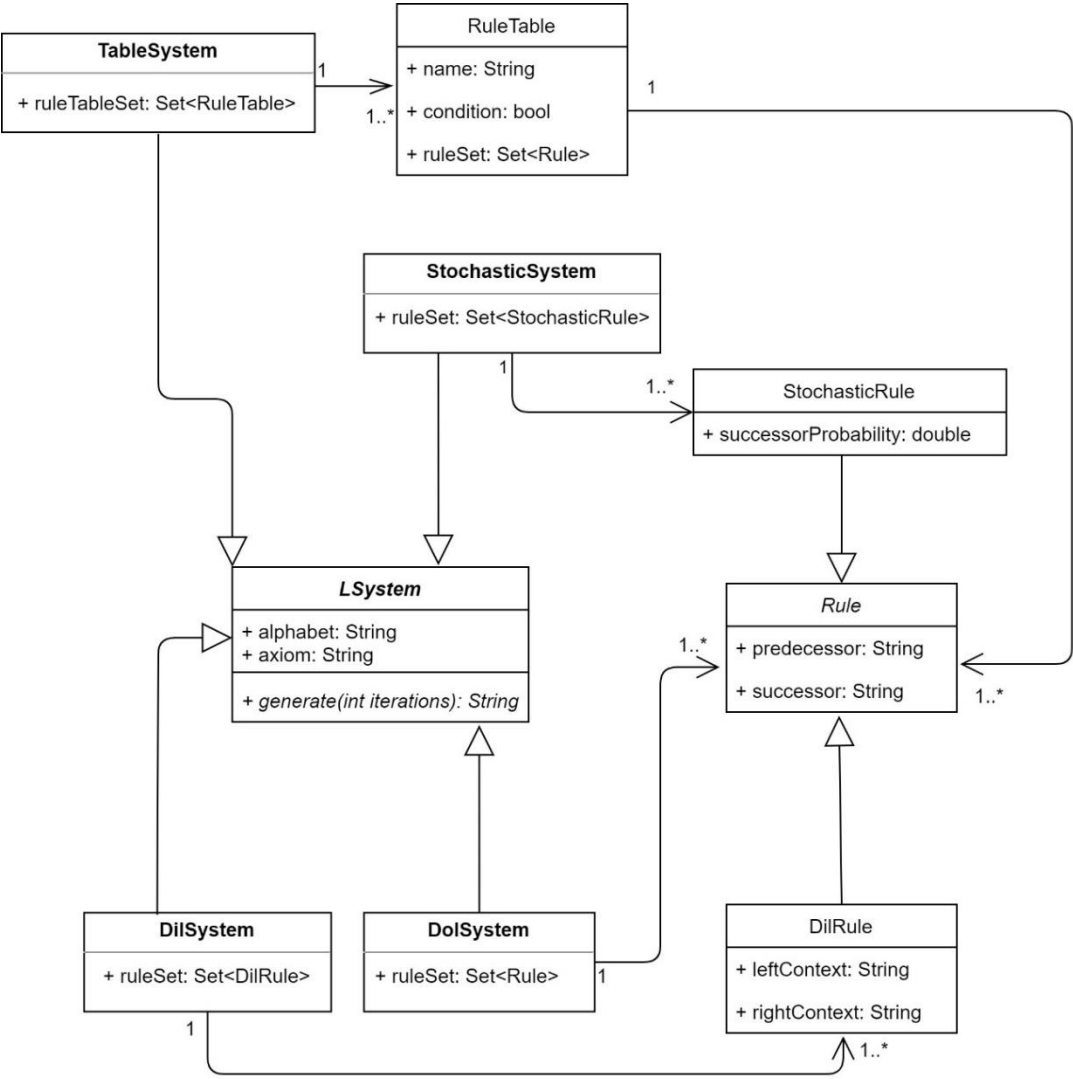 TableSystem
+ ruleTableSet: Set<RuleTable>
1
1..*
RuleTable
+ name: String
+ condition: bool
+ ruleSet: Set<Rule>
1
StochasticSystem
+ ruleSet: Set<StochasticRule>
1
1..*
StochasticRule
+ successorProbability: double
LSystem
+ alphabet: String
+ axiom: String
+ generate(int iterations): String
1..*
Rule
+ predecessor: String
+ successor: String
1..*
DilSystem
+ ruleSet: Set<DilRule>
1
DolSystem
+ ruleSet: Set<Rule>
1
DilRule
+ leftContext: String
+ rightContext: String
1..*